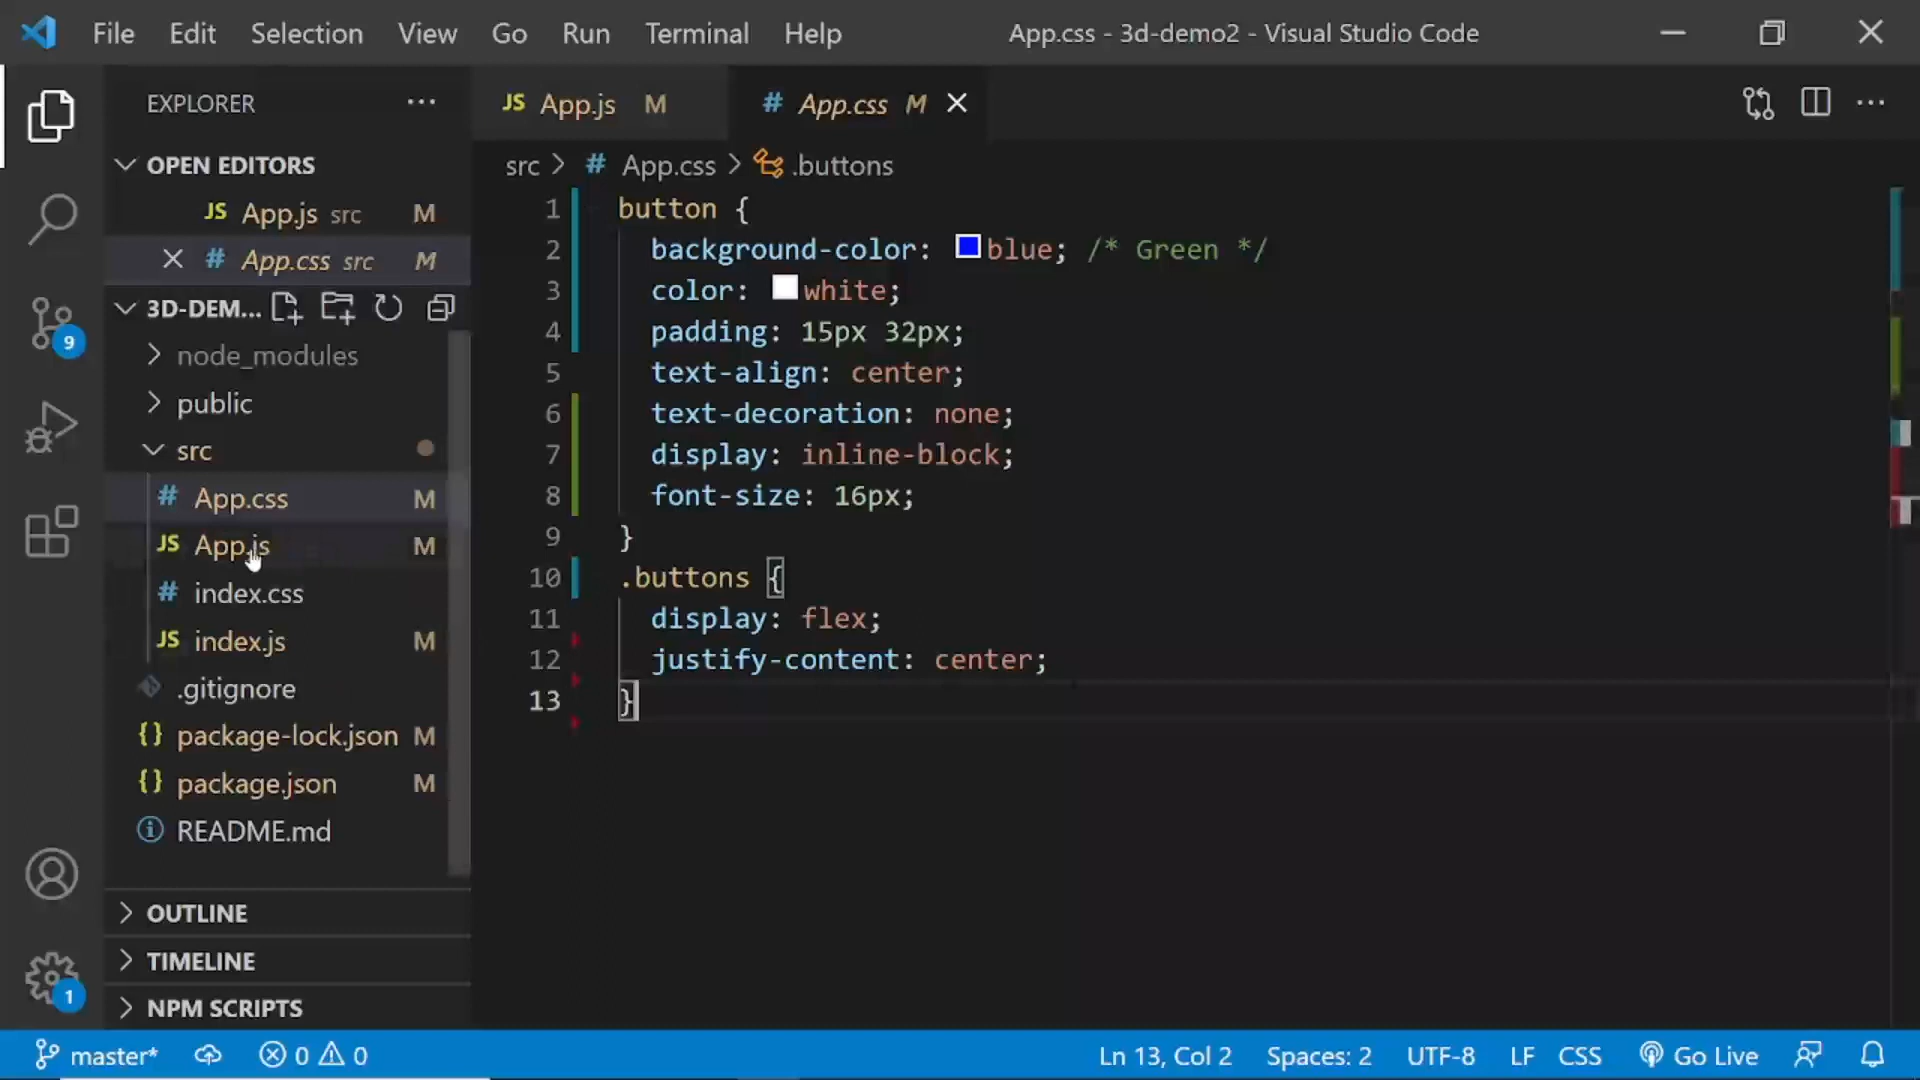 File Edit Selection View Go Run Terminal Help App.css - 3d-demo2 - Visual Studio Code
EXPLORER ···
OPEN EDITORS
JS App.js src M
# App.css src M
3D-DEM...
node_modules
public
src
# App.css M
JS App.js M
# index.css
JS index.js M
.gitignore
{} package-lock.json M
{} package.json M
README.md
OUTLINE
TIMELINE
NPM SCRIPTS
9
1
JS App.js M # App.css M
src > # App.css > .buttons
1 button {
2 background-color: blue; /* Green */
3 color: white;
4 padding: 15px 32px;
5 text-align: center;
6 text-decoration: none;
7 display: inline-block;
8 font-size: 16px;
9 }
10 .buttons {
11 display: flex;
12 justify-content: center;
13 }
master* 0 0 Ln 13, Col 2 Spaces: 2 UTF-8 LF CSS Go Live